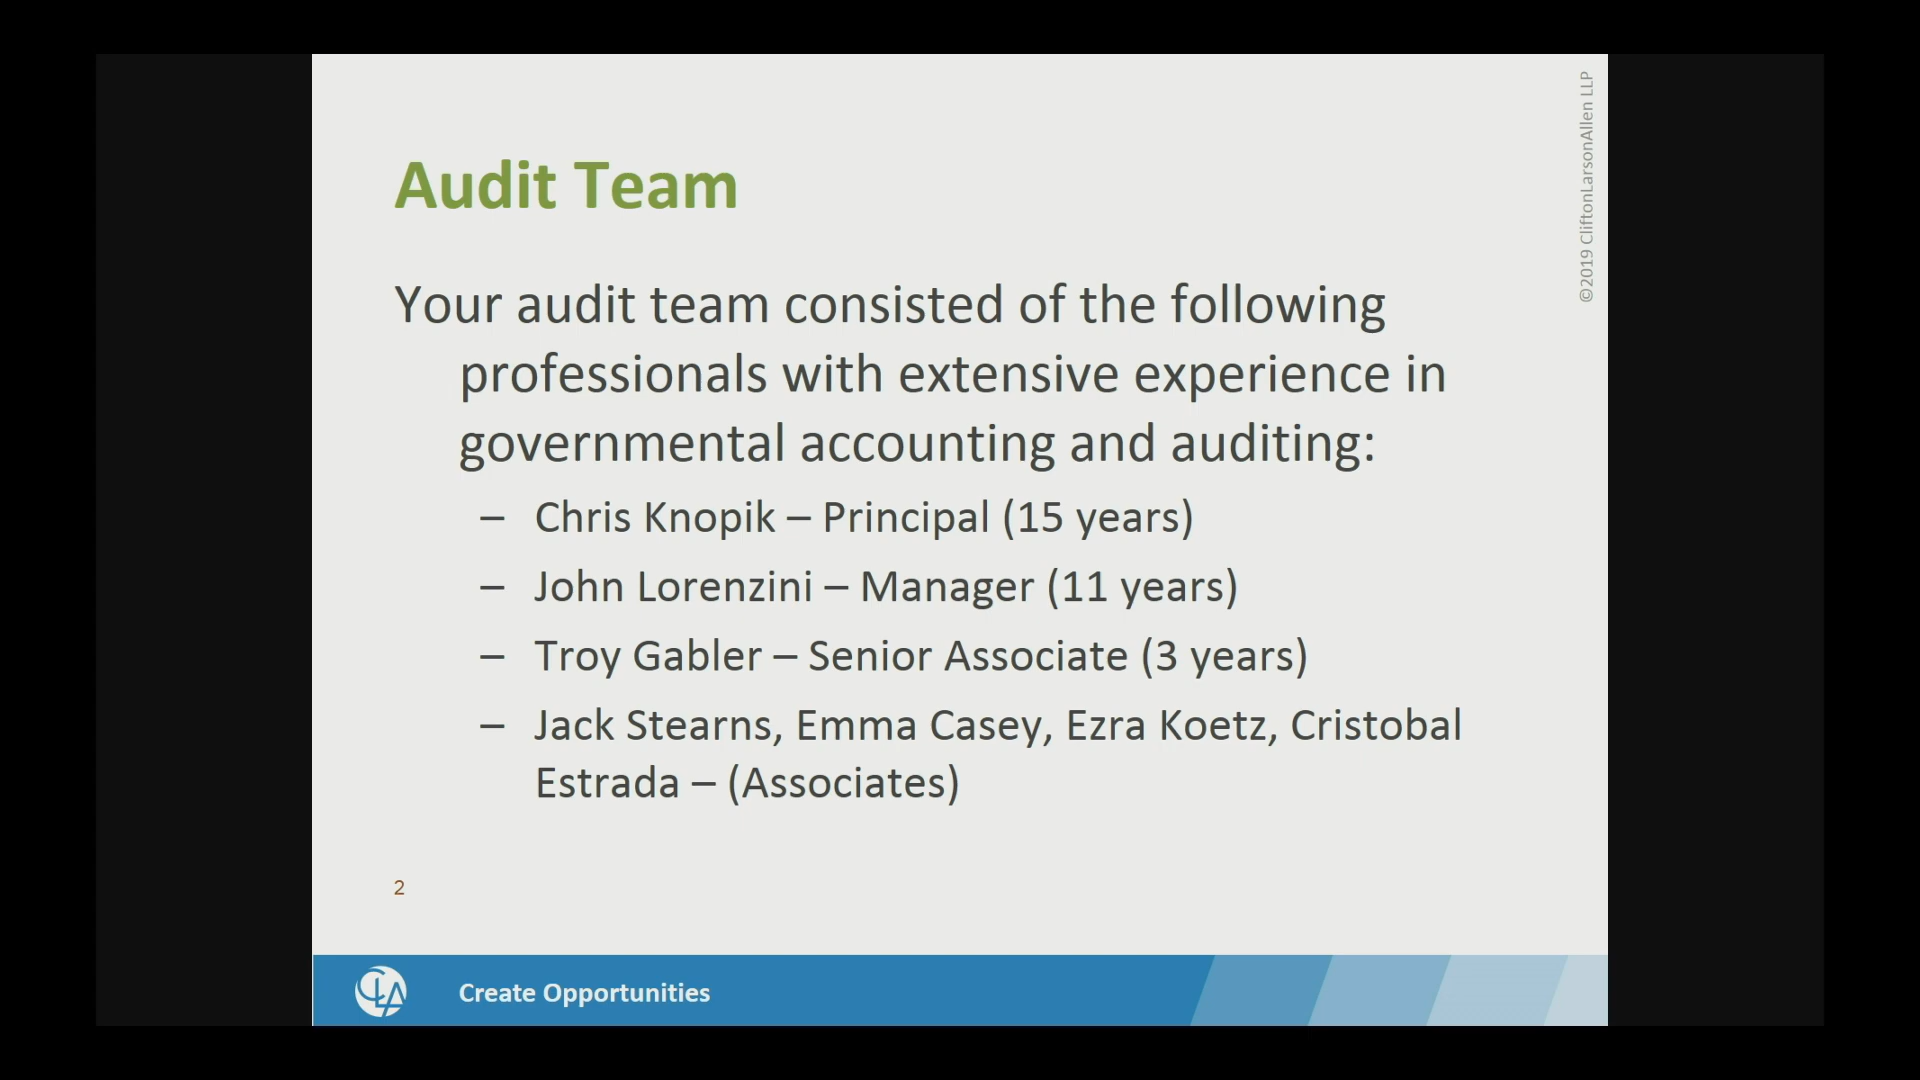 ©2019 CliftonLarsonAllen LLP
Audit Team
Your audit team consisted of the following
professionals with extensive experience in
governmental accounting and auditing:
– Chris Knopik – Principal (15 years)
– John Lorenzini – Manager (11 years)
– Troy Gabler – Senior Associate (3 years)
– Jack Stearns, Emma Casey, Ezra Koetz, Cristobal
Estrada – (Associates)
2
CLA
Create Opportunities